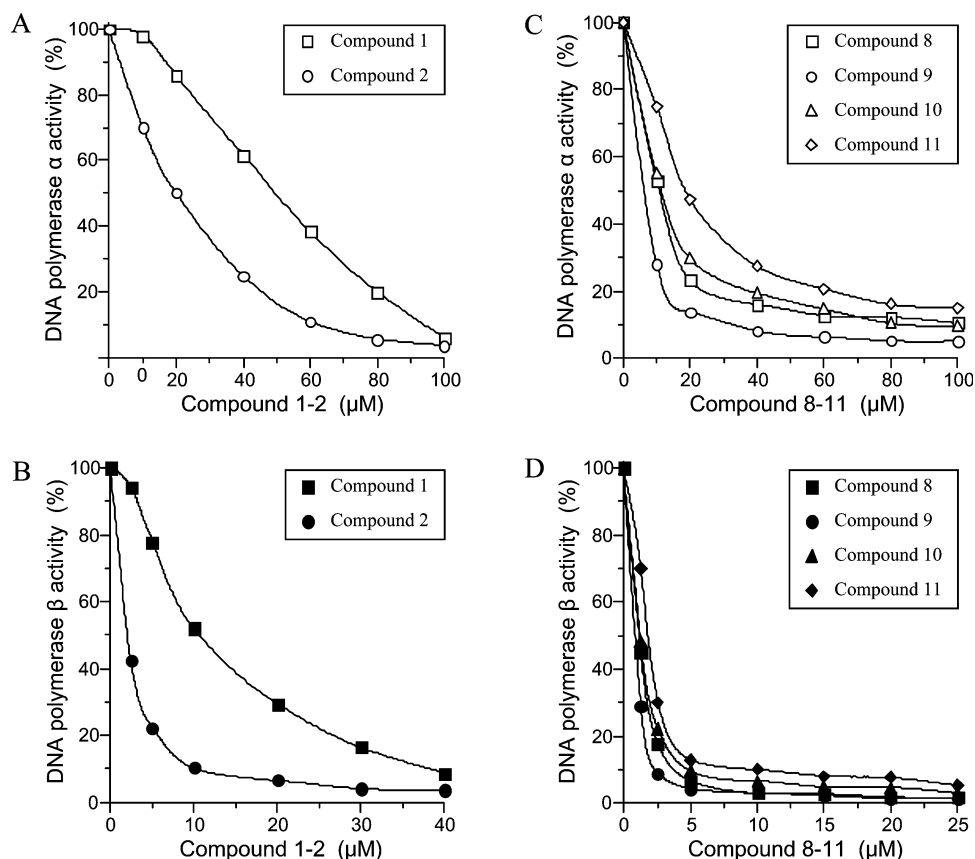 A
DNA polymerase α activity (%)
100
80
60
40
20
0
0 0 20 40 60 80 100
Compound 1-2 (μM)
Compound 1
Compound 2
C
DNA polymerase α activity (%)
100
80
60
40
20
0
0 20 40 60 80 100
Compound 8-11 (μM)
Compound 8
Compound 9
Compound 10
Compound 11
B
DNA polymerase β activity (%)
100
80
60
40
20
0
0 10 20 30 40
Compound 1-2 (μM)
Compound 1
Compound 2
D
DNA polymerase β activity (%)
100
80
60
40
20
0
0 5 10 15 20 25
Compound 8-11 (μM)
Compound 8
Compound 9
Compound 10
Compound 11